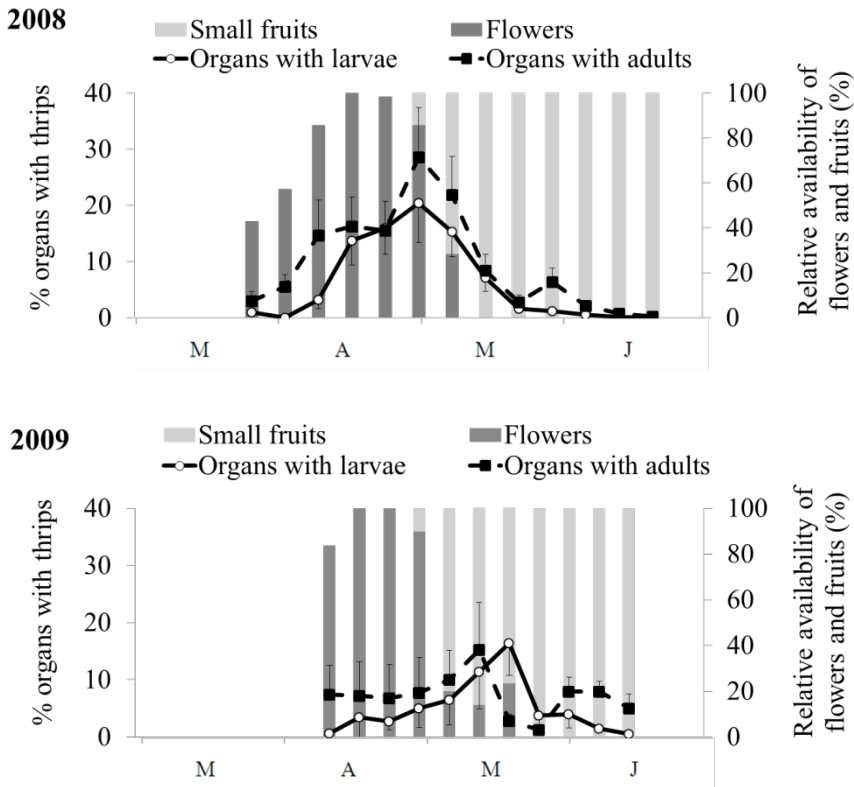 2008
Small fruits
Flowers
Organs with larvae
Organs with adults
% organs with thrips
40
30
20
10
0
100
80
60
40
20
0
Relative availability of
flowers and fruits (%)
M
A
M
J
2009
Small fruits
Flowers
Organs with larvae
Organs with adults
% organs with thrips
40
30
20
10
0
100
80
60
40
20
0
Relative availability of
flowers and fruits (%)
M
A
M
J